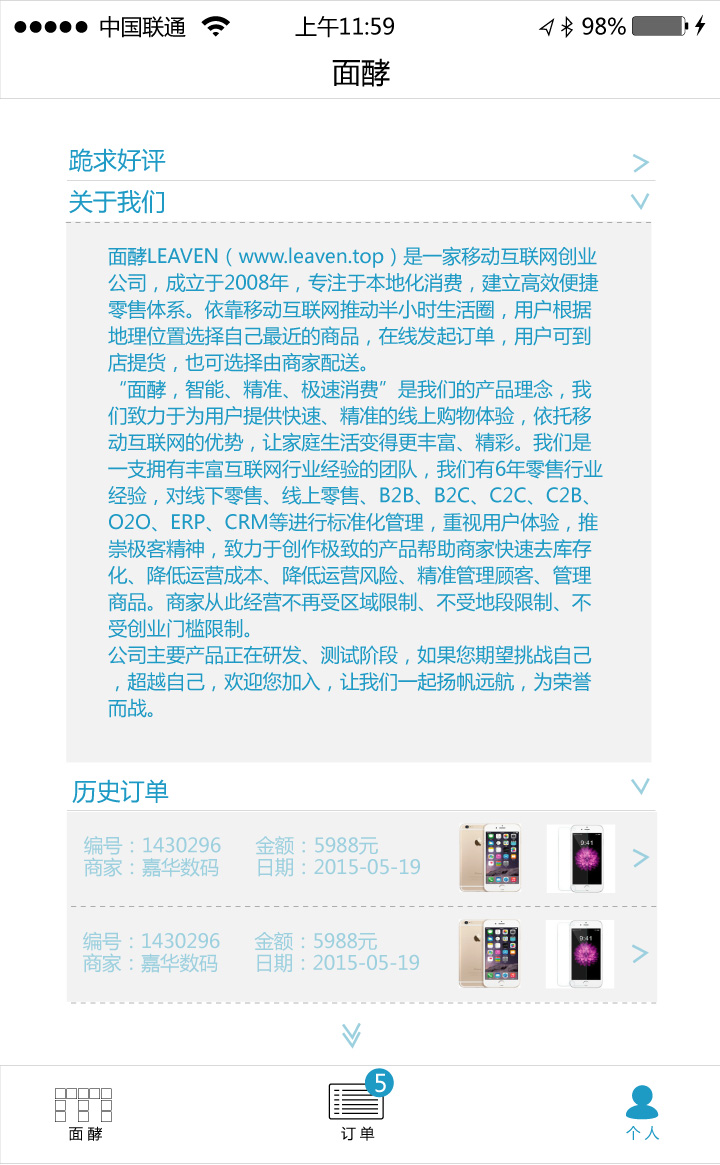 中国联通 上午11:59 98%
面酵
跪求好评
关于我们
面酵LEAVEN（www.leaven.top）是一家移动互联网创业
公司，成立于2008年，专注于本地化消费，建立高效便捷
零售体系。依靠移动互联网推动半小时生活圈，用户根据
地理位置选择自己最近的商品，在线发起订单，用户可到
店提货，也可选择由商家配送。
“面酵，智能、精准、极速消费”是我们的产品理念，我
们致力于为用户提供快速、精准的线上购物体验，依托移
动互联网的优势，让家庭生活变得更丰富、精彩。我们是
一支拥有丰富互联网行业经验的团队，我们有6年零售行业
经验，对线下零售、线上零售、B2B、B2C、C2C、C2B、
O2O、ERP、CRM等进行标准化管理，重视用户体验，推
崇极客精神，致力于创作极致的产品帮助商家快速去库存
化、降低运营成本、降低运营风险、精准管理顾客、管理
商品。商家从此经营不再受区域限制、不受地段限制、不
受创业门槛限制。
公司主要产品正在研发、测试阶段，如果您期望挑战自己
，超越自己，欢迎您加入，让我们一起扬帆远航，为荣誉
而战。
历史订单
编号：1430296 金额：5988元
商家：嘉华数码 日期：2015-05-19
9:41
编号：1430296 金额：5988元
商家：嘉华数码 日期：2015-05-19
9:41
5
面酵 订单 个人